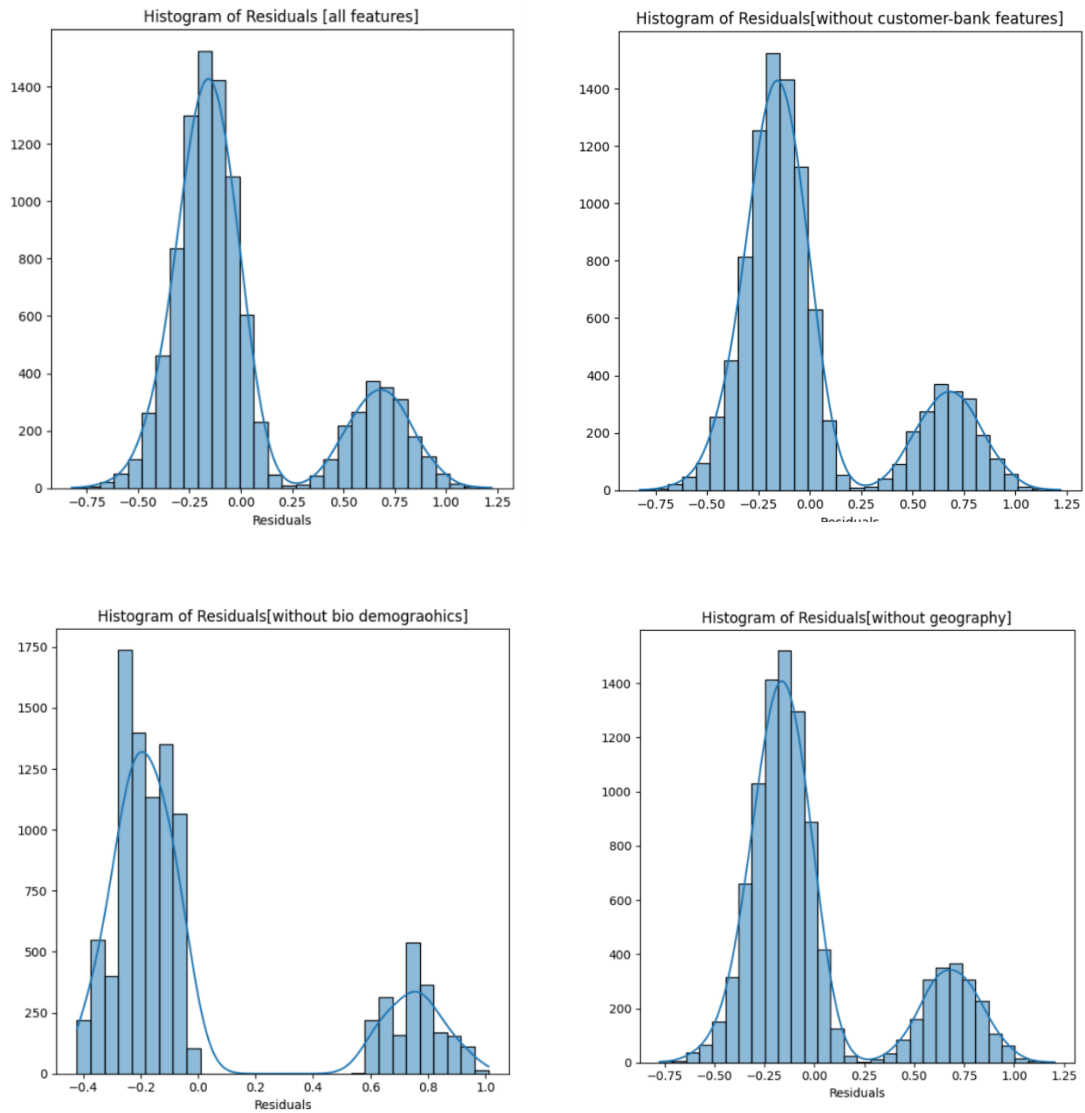 Histogram of Residuals [all features]
1400
1200
1000
800
600
400
200
0
−0.75 −0.50 −0.25 0.00 0.25 0.50 0.75 1.00 1.25
Residuals
Histogram of Residuals[without customer-bank features]
1400
1200
1000
800
600
400
200
0
−0.75 −0.50 −0.25 0.00 0.25 0.50 0.75 1.00 1.25
Residuals
Histogram of Residuals[without bio demograohics]
1750
1500
1250
1000
750
500
250
0
−0.4 −0.2 0.0 0.2 0.4 0.6 0.8 1.0
Residuals
Histogram of Residuals[without geography]
1400
1200
1000
800
600
400
200
0
−0.75 −0.50 −0.25 0.00 0.25 0.50 0.75 1.00 1.25
Residuals